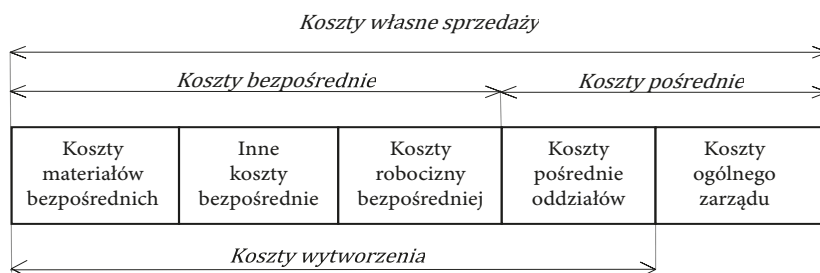 Koszty własne sprzedaży
Koszty bezpośrednie
Koszty pośrednie
Koszty
materiałów
bezpośrednich
Inne
koszty
bezpośrednie
Koszty
robocizny
bezpośredniej
Koszty
pośrednie
oddziałów
Koszty
ogólnego
zarządu
Koszty wytworzenia